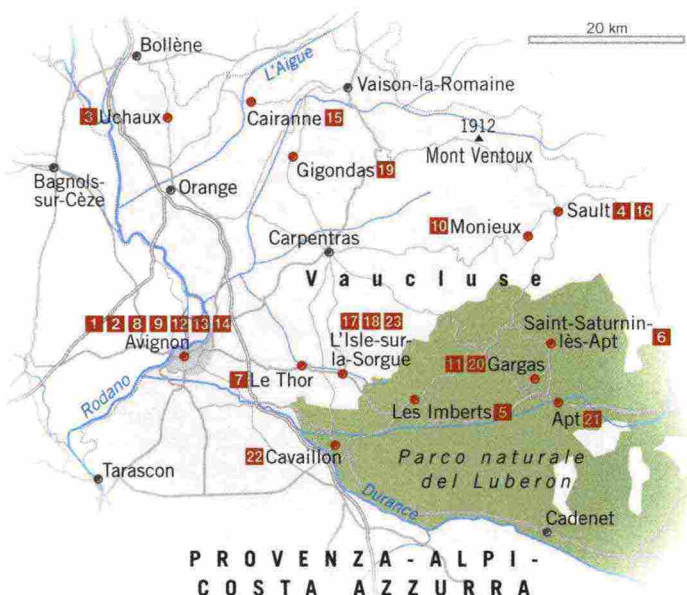 20 km
Bollène
L'Aigue
Vaison-la-Romaine
3 Uchaux
Cairanne 15
1912
Mont Ventoux
Gigondas 19
Bagnols-
sur-Cèze
Orange
Sault 4 16
10 Monieux
Carpentras
Vaucluse
1 2 8 9 12 13 14
Avignon
17 18 23
L'Isle-sur-
la-Sorgue
Saint-Saturnin-
lès-Apt
6
11 20 Gargas
7 Le Thor
Rodano
Les Imberts 5
Apt 21
22 Cavaillon
Parco naturale
del Luberon
Tarascon
Durance
Cadenet
PROVENZA-ALPI-
COSTA AZZURRA